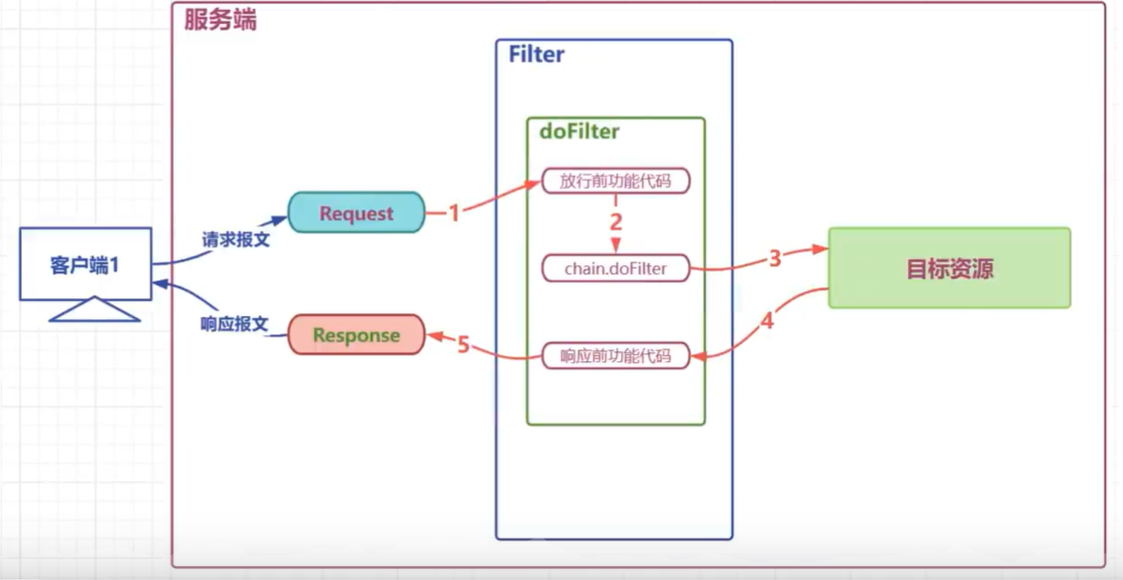 服务端
Filter
doFilter
放行前功能代码
Request
1
2
请求报文
客户端1
chain.doFilter
3
目标资源
响应报文
Response
5
响应前功能代码
4